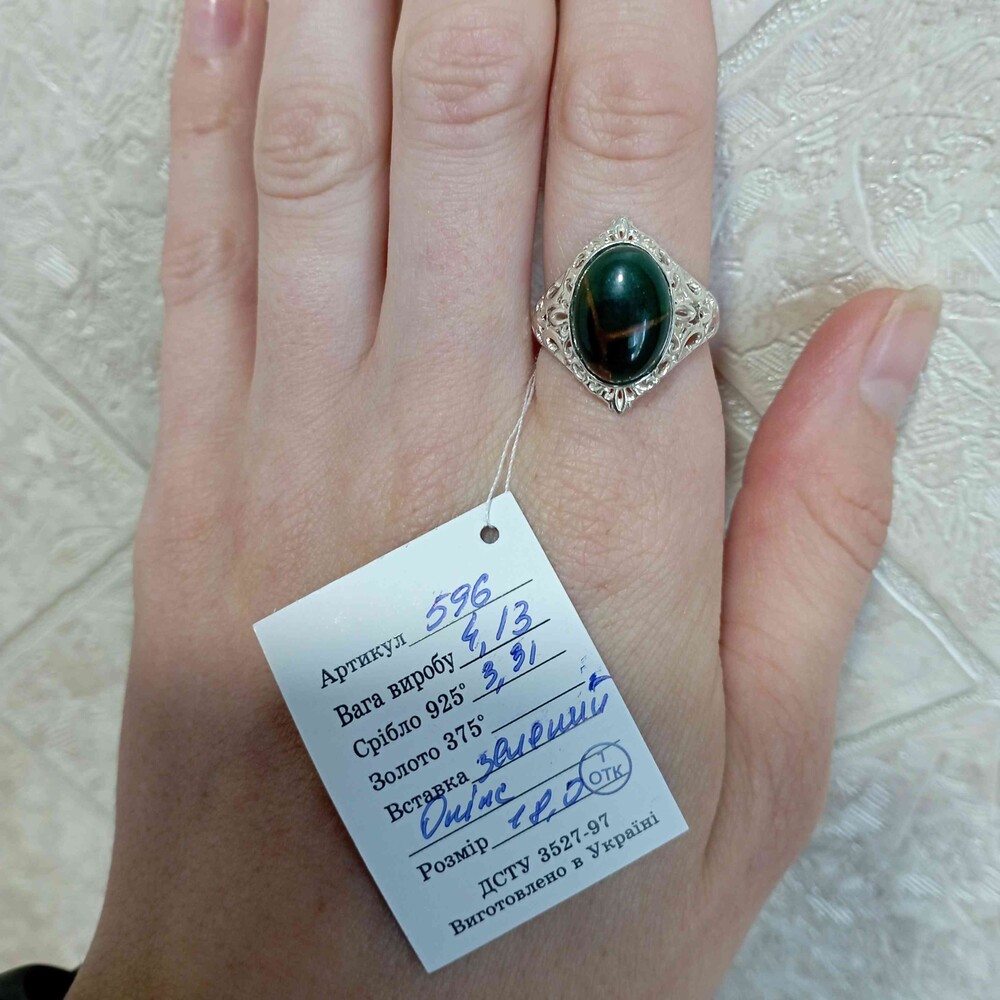 Артикул 596
Вага виробу 4,13
Срібло 925° 3,31
Золото 375°
Вставка зелений
Онікс
Розмір 18,0
Т
ОТК
ДСТУ 3527-97
Виготовлено в Україні